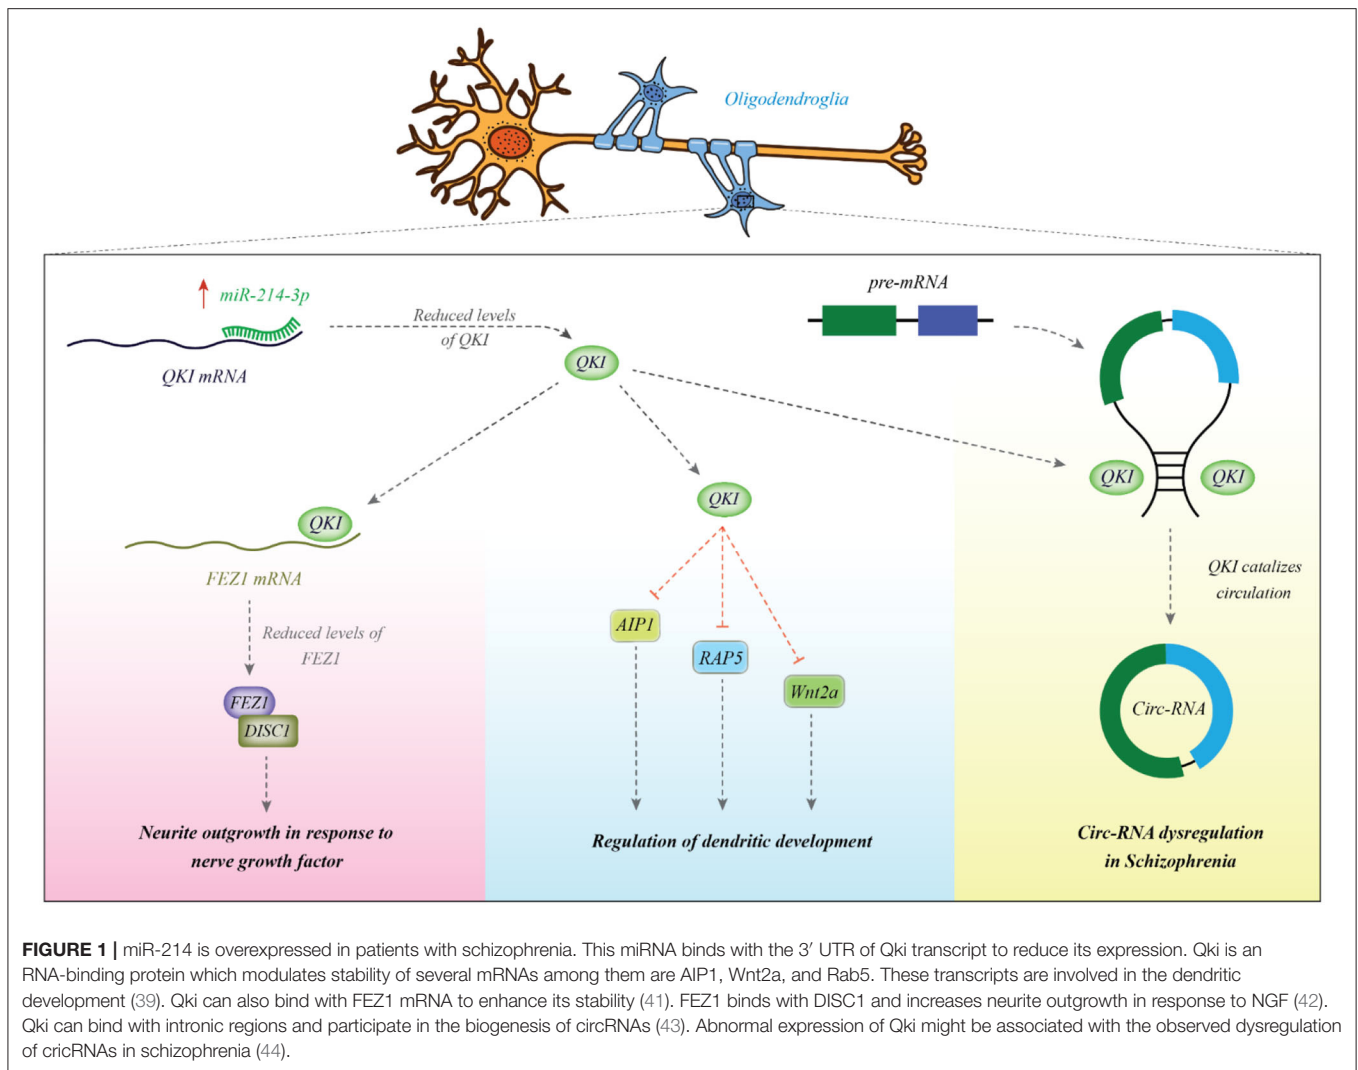 Oligodendroglia
miR-214-3p
QKI mRNA
Reduced levels
of QKI
QKI
pre-mRNA
QKI
QKI
QKI
QKI
FEZ1 mRNA
Reduced levels of
FEZ1
FEZ1
DISC1
AIP1
RAP5
Wnt2a
QKI catalizes
circulation
Circ-RNA
Neurite outgrowth in response to
nerve growth factor
Regulation of dendritic development
Circ-RNA dysregulation
in Schizophrenia
FIGURE 1 | miR-214 is overexpressed in patients with schizophrenia. This miRNA binds with the 3′ UTR of Qki transcript to reduce its expression. Qki is an
RNA-binding protein which modulates stability of several mRNAs among them are AIP1, Wnt2a, and Rab5. These transcripts are involved in the dendritic
development (39). Qki can also bind with FEZ1 mRNA to enhance its stability (41). FEZ1 binds with DISC1 and increases neurite outgrowth in response to NGF (42).
Qki can bind with intronic regions and participate in the biogenesis of circRNAs (43). Abnormal expression of Qki might be associated with the observed dysregulation
of cricRNAs in schizophrenia (44).